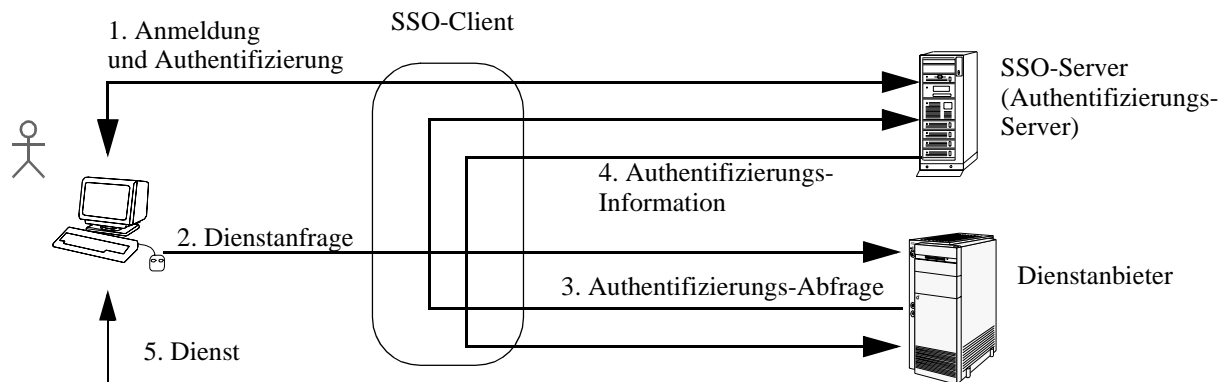 SSO-Client
1. Anmeldung
und Authentifizierung
SSO-Server
(Authentifizierungs-
Server)
4. Authentifizierungs-
Information
2. Dienstanfrage
3. Authentifizierungs-Abfrage
Dienstanbieter
5. Dienst